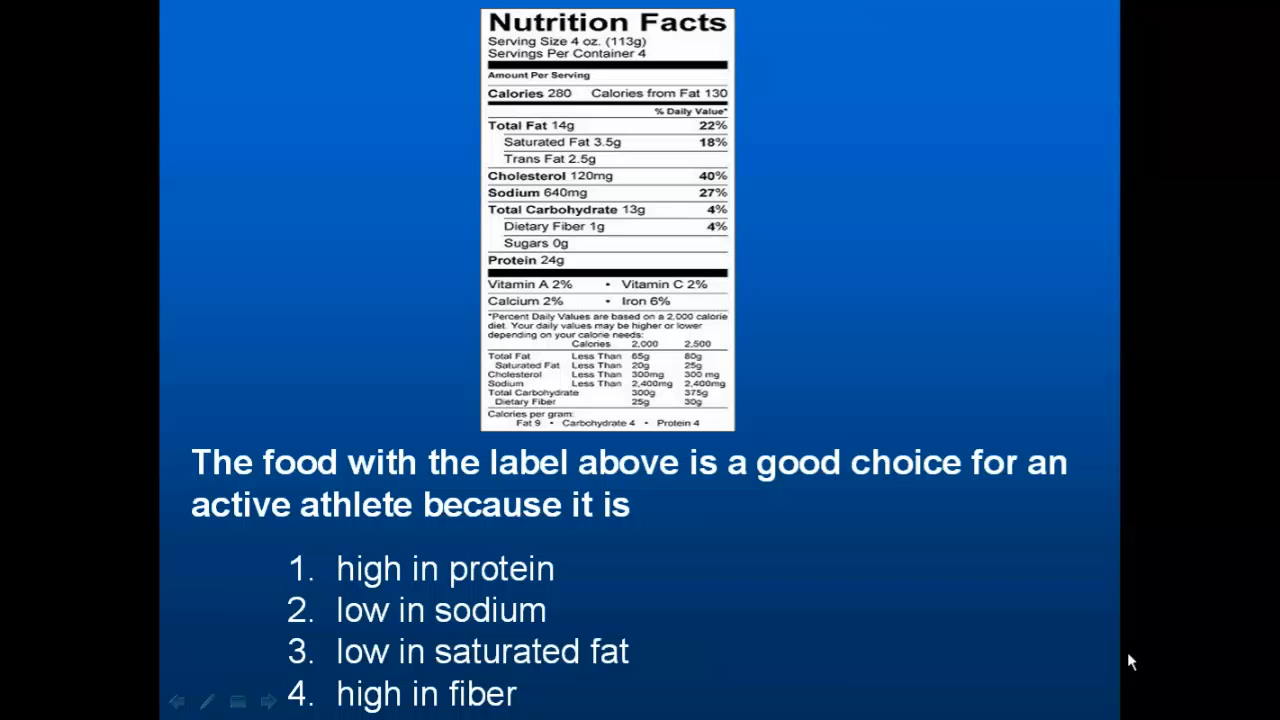 Nutrition Facts
Serving Size 4 oz. (113g)
Servings Per Container 4
Amount Per Serving
Calories 280 Calories from Fat 130
% Daily Value*
Total Fat 14g 22%
Saturated Fat 3.5g 18%
Trans Fat 2.5g
Cholesterol 120mg 40%
Sodium 640mg 27%
Total Carbohydrate 13g 4%
Dietary Fiber 1g 4%
Sugars 0g
Protein 24g
Vitamin A 2% • Vitamin C 2%
Calcium 2% • Iron 6%
*Percent Daily Values are based on a 2,000 calorie
diet. Your daily values may be higher or lower
depending on your calorie needs:
Calories 2,000 2,500
Total Fat Less Than 65g 80g
Saturated Fat Less Than 20g 25g
Cholesterol Less Than 300mg 300 mg
Sodium Less Than 2,400mg 2,400mg
Total Carbohydrate 300g 375g
Dietary Fiber 25g 30g
Calories per gram:
Fat 9 • Carbohydrate 4 • Protein 4
The food with the label above is a good choice for an
active athlete because it is
1. high in protein
2. low in sodium
3. low in saturated fat
4. high in fiber